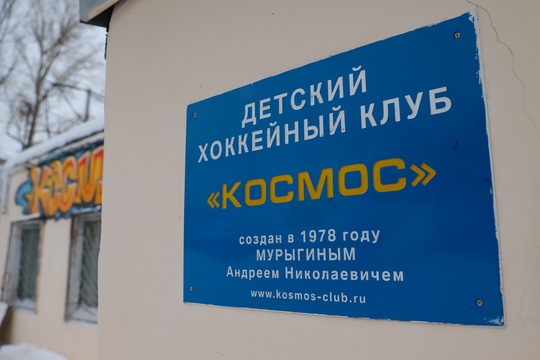 ДЕТСКИЙ
ХОККЕЙНЫЙ КЛУБ
«КОСМОС»
создан в 1978 году
МУРЫГИНЫМ
Андреем Николаевичем
www.kosmos-club.ru